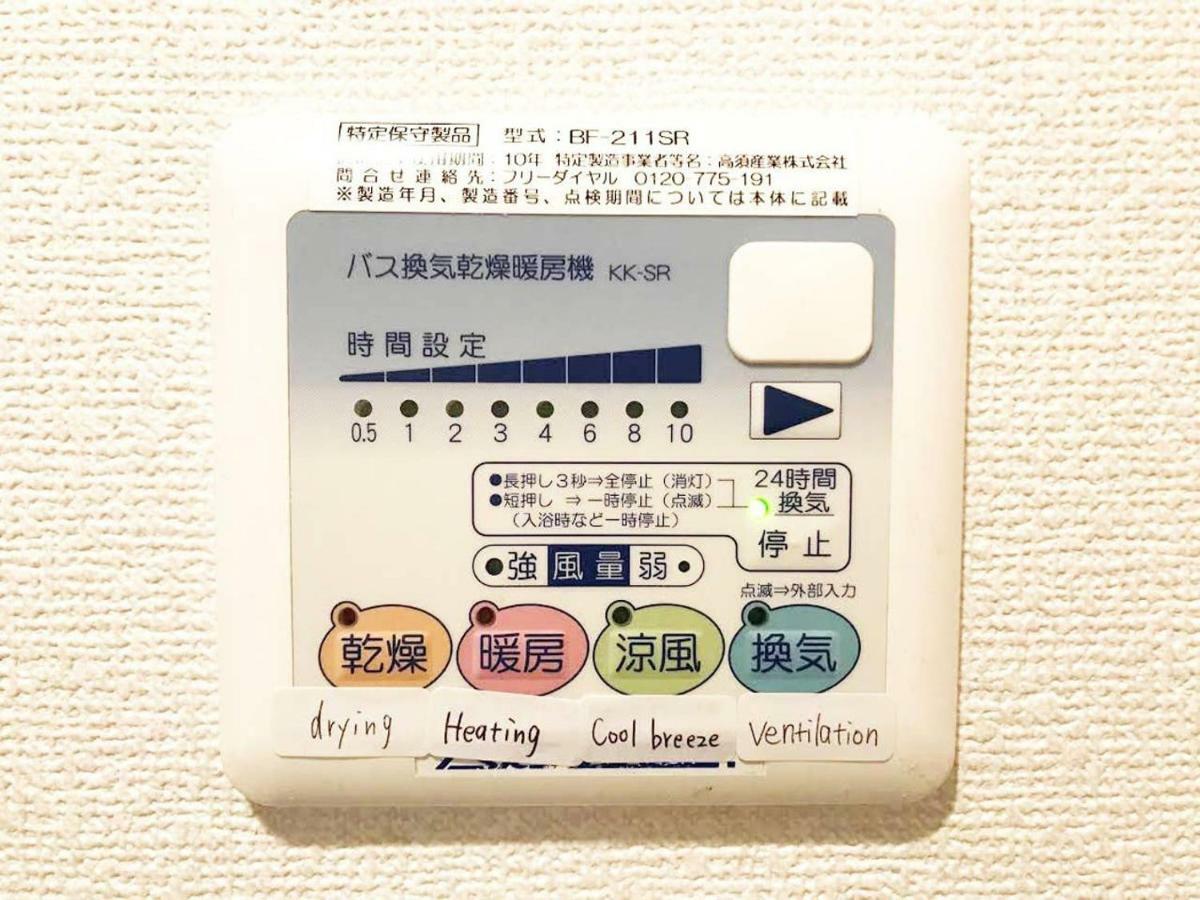 特定保守製品 型式：BF-211SR
使用期間：10年 特定製造事業者等名：高須産業株式会社
問合せ連絡先：フリーダイヤル 0120-775-191
※製造年月、製造番号、点検期間については本体に記載
バス換気乾燥暖房機 KK-SR
時間設定
0.5 1 2 3 4 6 8 10
●長押し3秒⇒全停止（消灯）
●短押し ⇒ 一時停止（点滅）
（入浴時など一時停止）
24時間
換気
停止
強 風量 弱
点滅⇒外部入力
乾燥 暖房 涼風 換気
drying Heating Cool breeze Ventilation